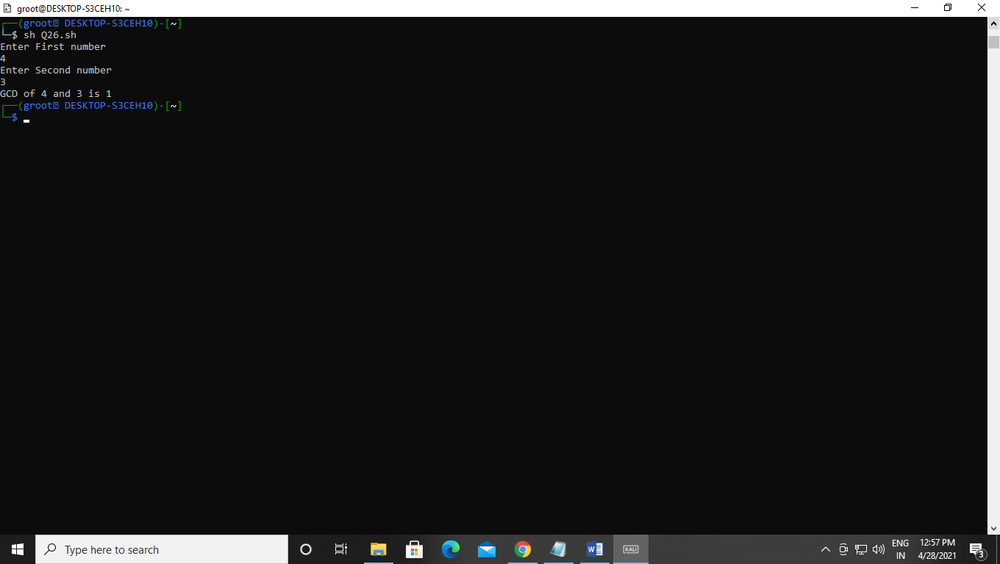 groot@DESKTOP-S3CEH10: ~
┌──(groot⍰ DESKTOP-S3CEH10)-[~]
└─$ sh Q26.sh
Enter First number
4
Enter Second number
3
GCD of 4 and 3 is 1
┌──(groot⍰ DESKTOP-S3CEH10)-[~]
└─$
Type here to search
W
KALI
ENG
IN
12:57 PM
4/28/2021
3